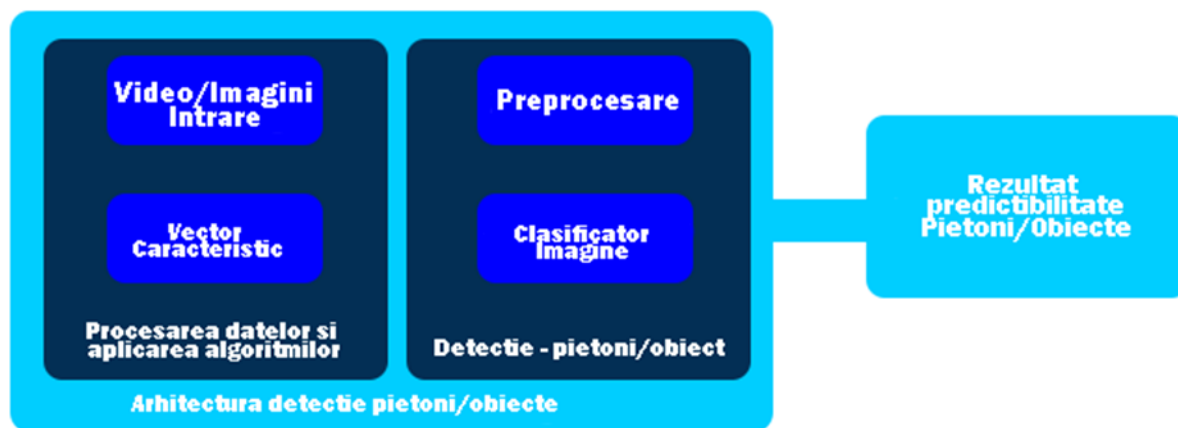 Video/Imagini
Intrare
Vector
Caracteristic
Procesarea datelor si
aplicarea algoritmilor
Preprocesare
Clasificator
Imagine
Detectie - pietoni/obiect
Arhitectura detectie pietoni/obiecte
Rezultat
predictibilitate
Pietoni/Obiecte